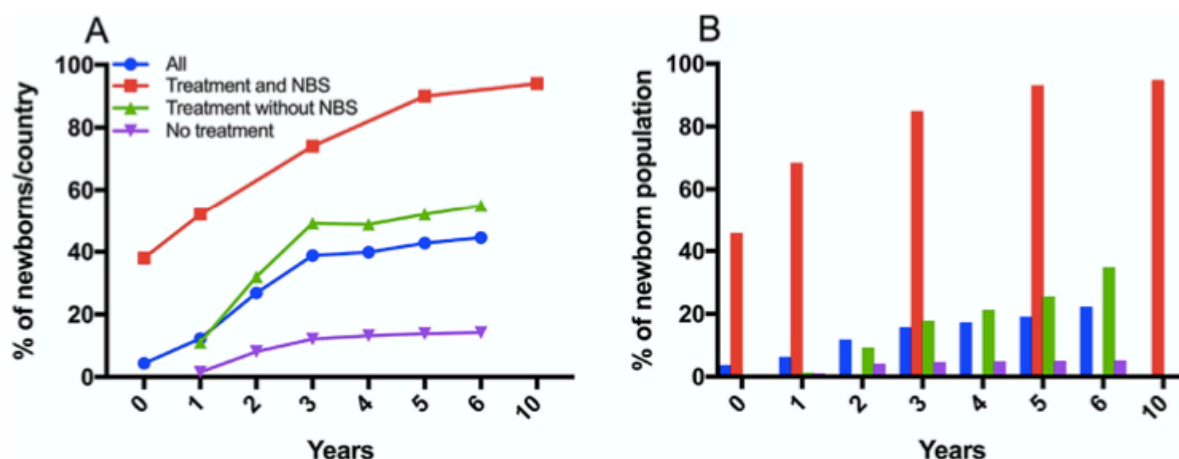 A
All
Treatment and NBS
Treatment without NBS
No treatment
% of newborns/country
100
80
60
40
20
0
0 1 2 3 4 5 6 10
Years
B
% of newborn population
100
80
60
40
20
0
0 1 2 3 4 5 6 10
Years